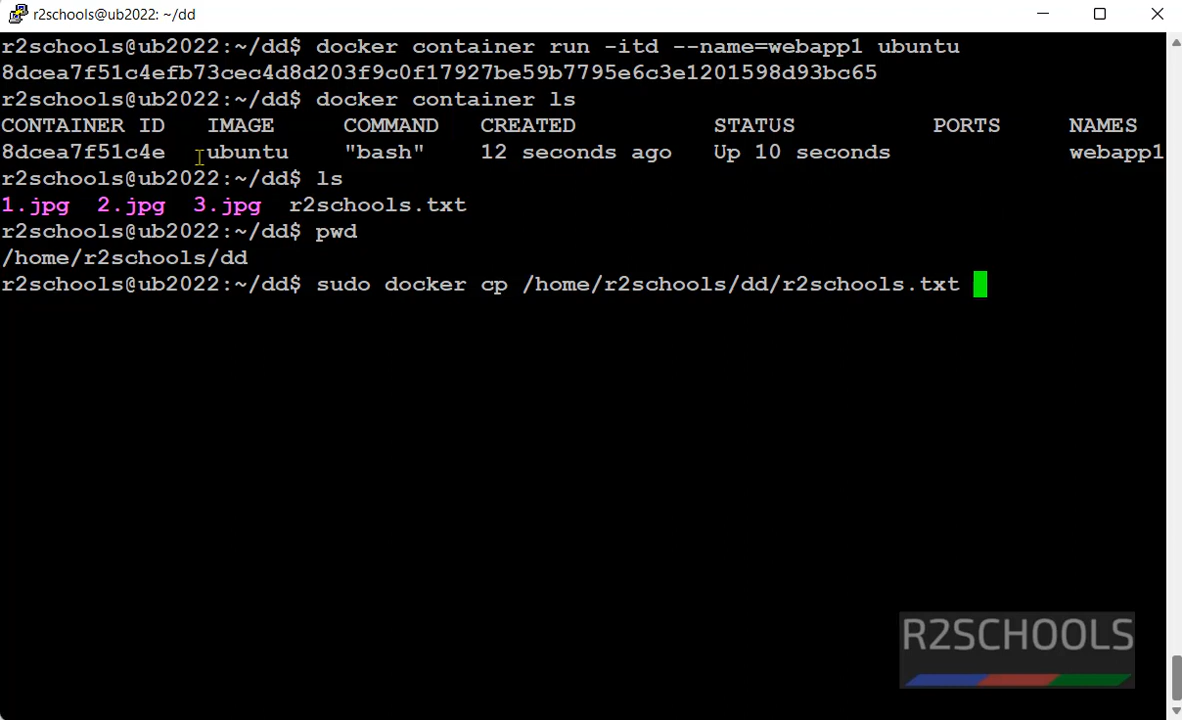 r2schools@ub2022: ~/dd
r2schools@ub2022:~/dd$ docker container run -itd --name=webapp1 ubuntu
8dcea7f51c4efb73cec4d8d203f9c0f17927be59b7795e6c3e1201598d93bc65
r2schools@ub2022:~/dd$ docker container ls
CONTAINER ID IMAGE COMMAND CREATED STATUS PORTS NAMES
8dcea7f51c4e ubuntu "bash" 12 seconds ago Up 10 seconds webapp1
r2schools@ub2022:~/dd$ ls
1.jpg 2.jpg 3.jpg r2schools.txt
r2schools@ub2022:~/dd$ pwd
/home/r2schools/dd
r2schools@ub2022:~/dd$ sudo docker cp /home/r2schools/dd/r2schools.txt
R2SCHOOLS